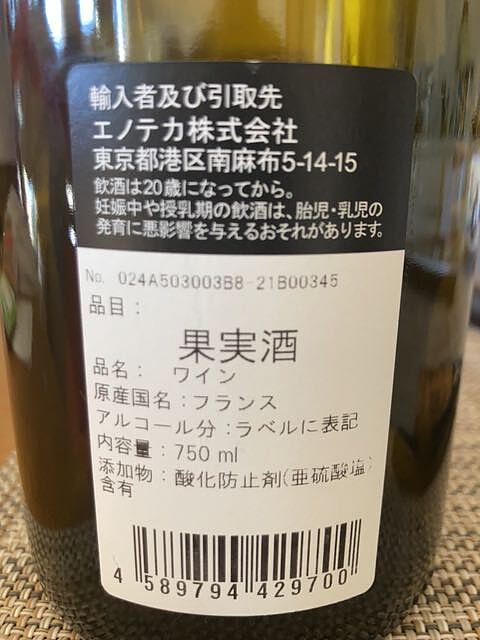 輸入者及び引取先
エノテカ株式会社
東京都港区南麻布5-14-15
飲酒は20歳になってから。
妊娠中や授乳期の飲酒は、胎児・乳児の
発育に悪影響を与えるおそれがあります。
No. 024A503003B8-21B00345
品目：
果実酒
品名： ワイン
原産国名：フランス
アルコール分：ラベルに表記
内容量：750 ml
添加物：酸化防止剤(亜硫酸塩)
含有
4 589794 429700